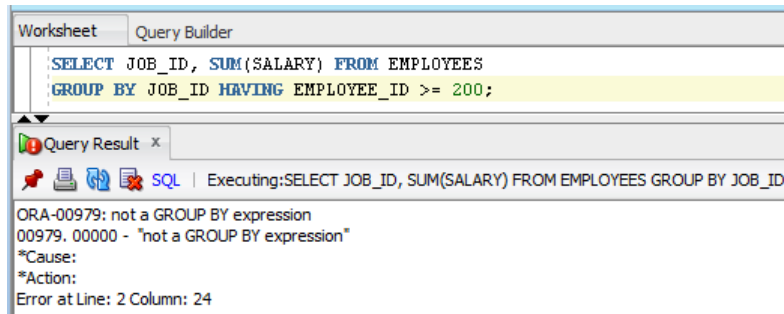 Worksheet Query Builder
SELECT JOB_ID, SUM(SALARY) FROM EMPLOYEES
GROUP BY JOB_ID HAVING EMPLOYEE_ID >= 200;
Query Result x
SQL | Executing:SELECT JOB_ID, SUM(SALARY) FROM EMPLOYEES GROUP BY JOB_ID
ORA-00979: not a GROUP BY expression
00979. 00000 - "not a GROUP BY expression"
*Cause:
*Action:
Error at Line: 2 Column: 24